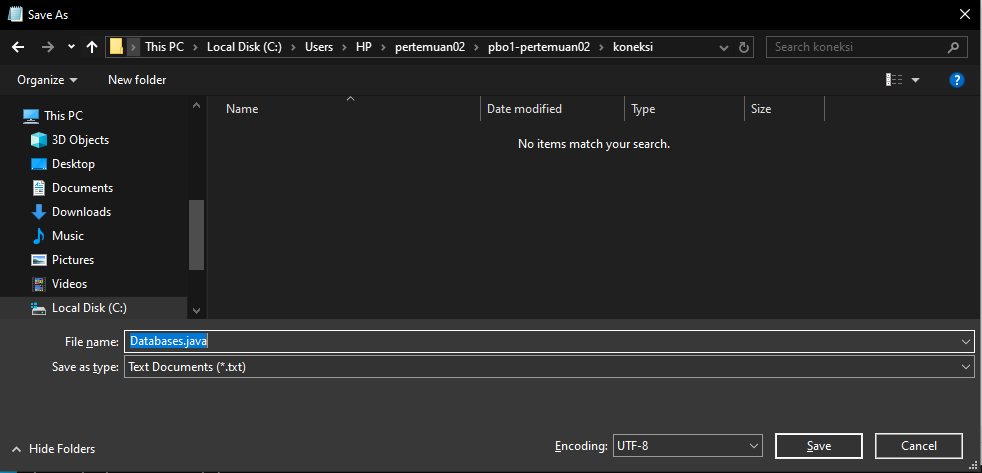 Save As
This PC > Local Disk (C:) > Users > HP > pertemuan02 > pbo1-pertemuan02 > koneksi
Search koneksi
Organize
New folder
Name
Date modified
Type
Size
No items match your search.
This PC
3D Objects
Desktop
Documents
Downloads
Music
Pictures
Videos
Local Disk (C:)
File name: Databases.java
Save as type: Text Documents (*.txt)
Hide Folders
Encoding: UTF-8
Save
Cancel